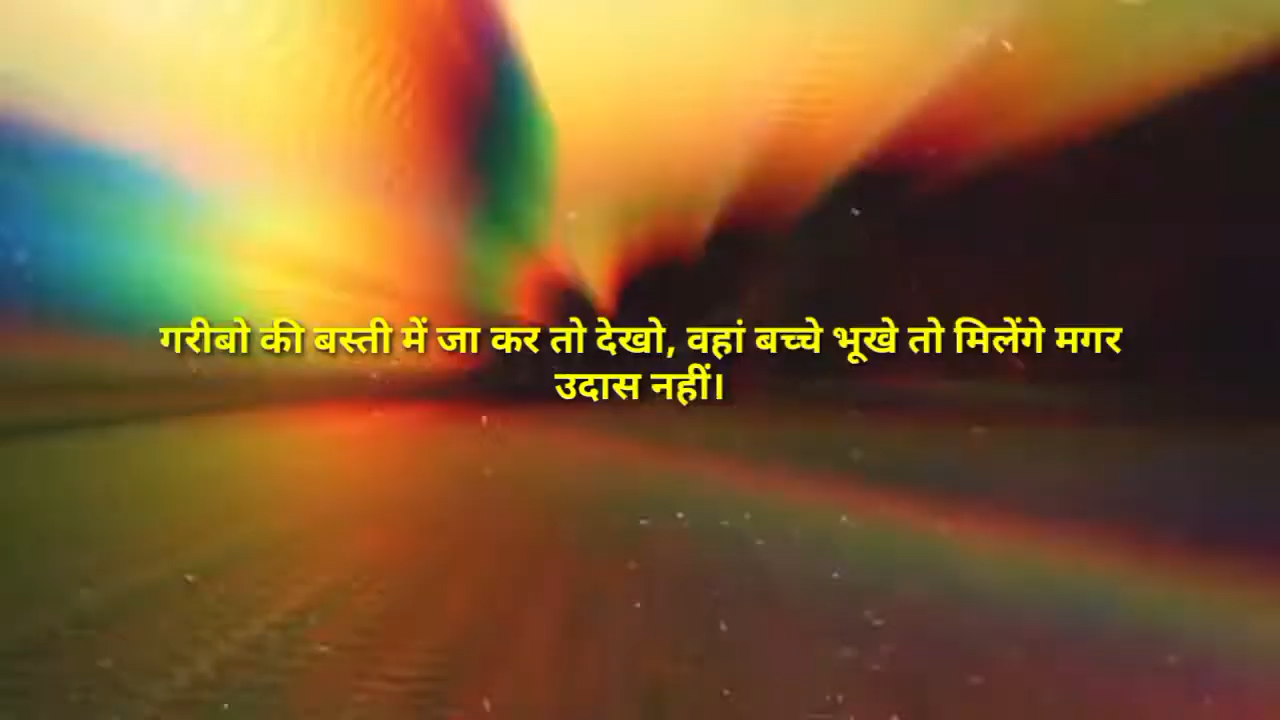 गरीबो की बस्ती में जा कर तो देखो, वहां बच्चे भूखे तो मिलेंगे मगर
उदास नहीं।